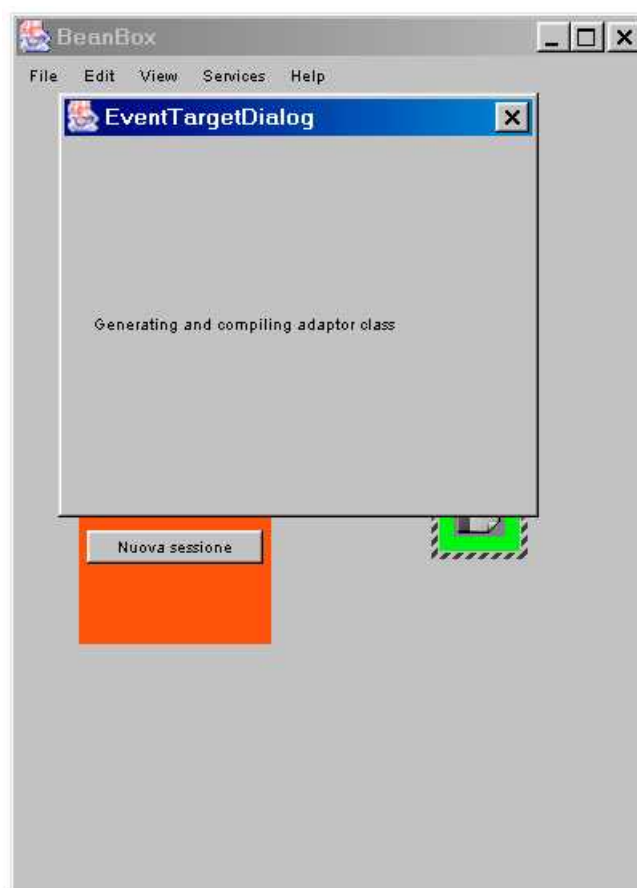 BeanBox
File Edit View Services Help
EventTargetDialog
Generating and compiling adaptor class
Nuova sessione